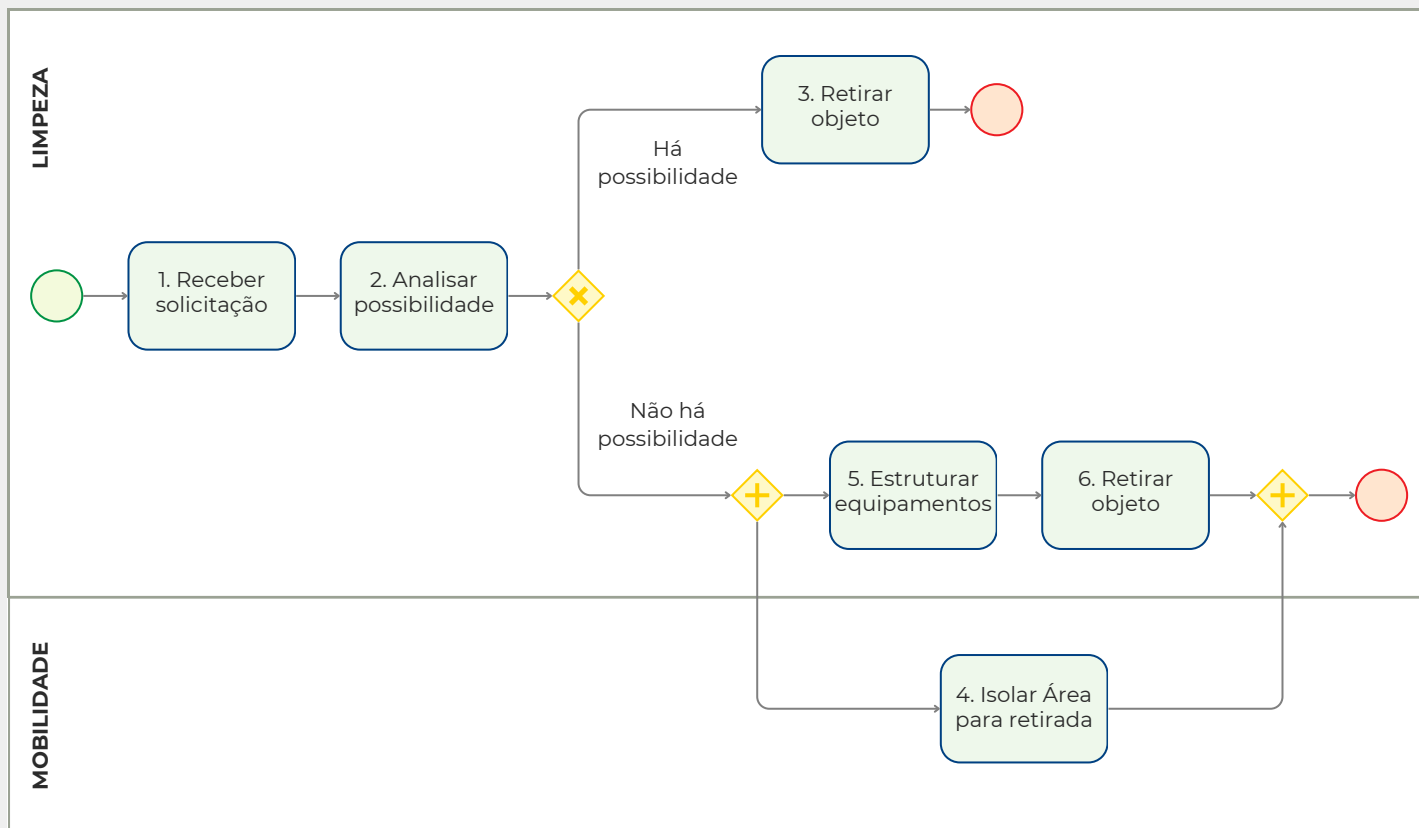 LIMPEZA
3. Retirar
objeto
Há
possibilidade
1. Receber
solicitação
2. Analisar
possibilidade
Não há
possibilidade
5. Estruturar
equipamentos
6. Retirar
objeto
MOBILIDADE
4. Isolar Área
para retirada